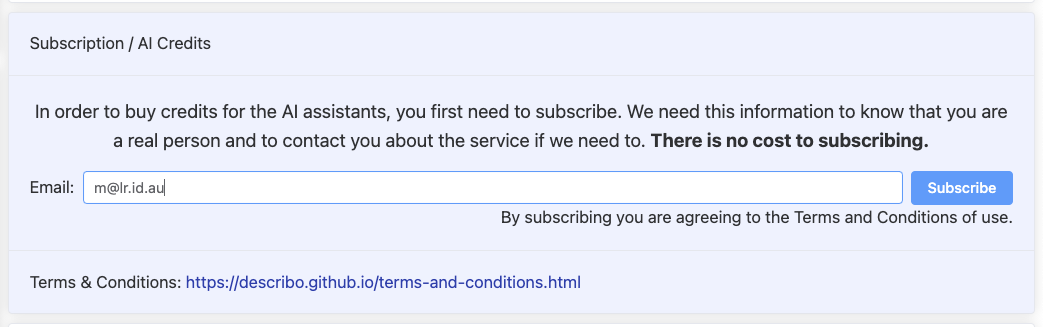 Subscription / AI Credits
In order to buy credits for the AI assistants, you first need to subscribe. We need this information to know that you are
a real person and to contact you about the service if we need to. There is no cost to subscribing.
Email: m@lr.id.au Subscribe
By subscribing you are agreeing to the Terms and Conditions of use.
Terms & Conditions: https://describo.github.io/terms-and-conditions.html